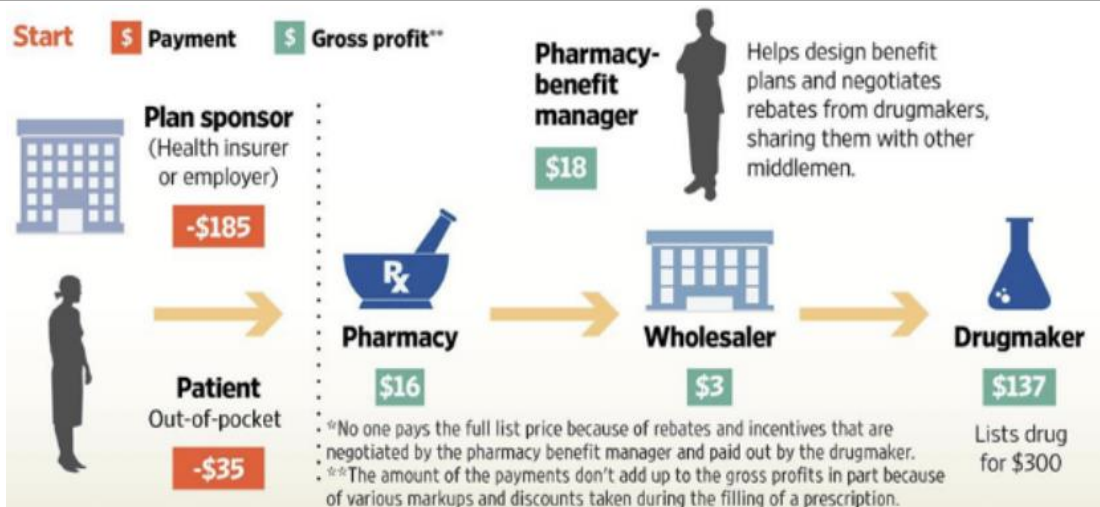 Start
$ Payment
$ Gross profit**
Plan sponsor
(Health insurer
or employer)
-$185
Patient
Out-of-pocket
-$35
Pharmacy-
benefit
manager
$18
Helps design benefit
plans and negotiates
rebates from drugmakers,
sharing them with other
middlemen.
Rx
Pharmacy
$16
Wholesaler
$3
Drugmaker
$137
Lists drug
for $300
*No one pays the full list price because of rebates and incentives that are
negotiated by the pharmacy benefit manager and paid out by the drugmaker.
**The amount of the payments don't add up to the gross profits in part because
of various markups and discounts taken during the filling of a prescription.